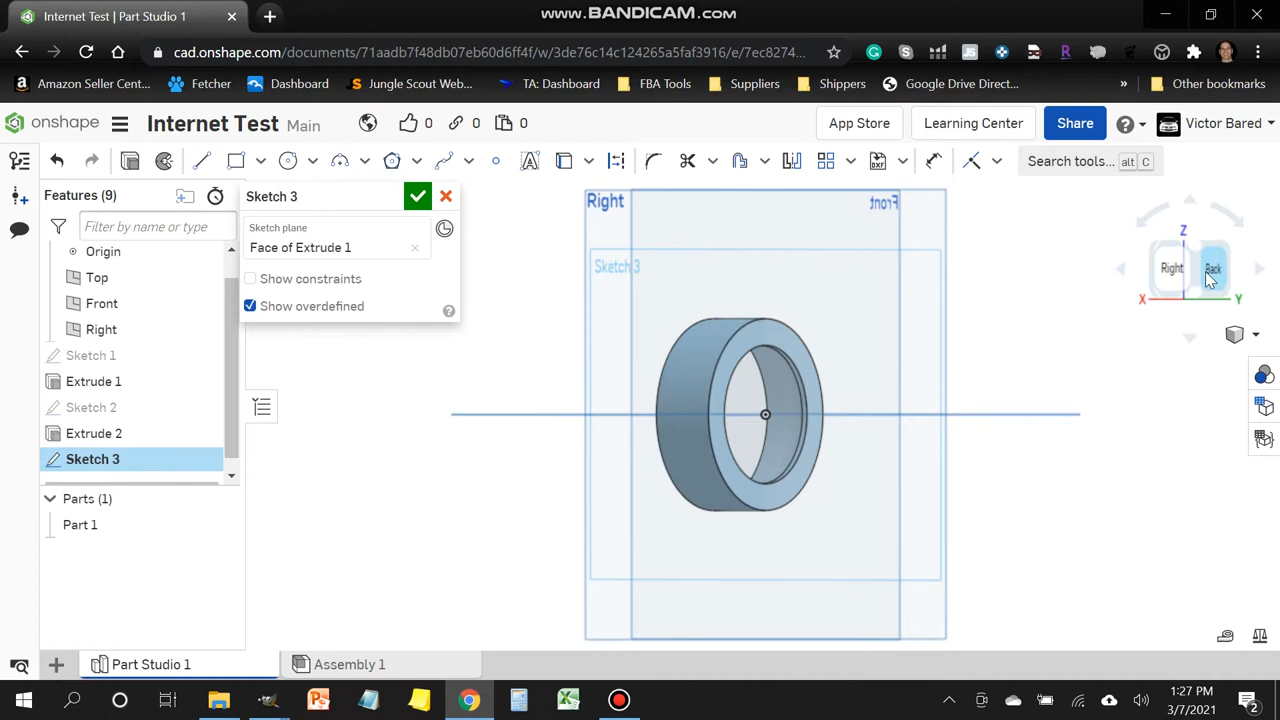 www.BANDICAM.com
Internet Test | Part Studio 1
cad.onshape.com/documents/71aadb7f48db07eb60d6ff4f/w/3de76c14c124265a5faf3916/e/7ec8274...
Amazon Seller Cent...
Fetcher
Dashboard
Jungle Scout Web...
TA: Dashboard
FBA Tools
Suppliers
Shippers
Google Drive Direct...
»
Other bookmarks
onshape
Internet Test Main
0
0
0
App Store
Learning Center
Share
Victor Bared
Search tools... alt C
Features (9)
Filter by name or type
Origin
Top
Front
Right
Sketch 1
Extrude 1
Sketch 2
Extrude 2
Sketch 3
Parts (1)
Part 1
Sketch 3
Sketch plane
Face of Extrude 1
Show constraints
Show overdefined
Right
Front
Sketch 3
Z
Right
Back
X
Y
Part Studio 1
Assembly 1
1:27 PM
3/7/2021
2